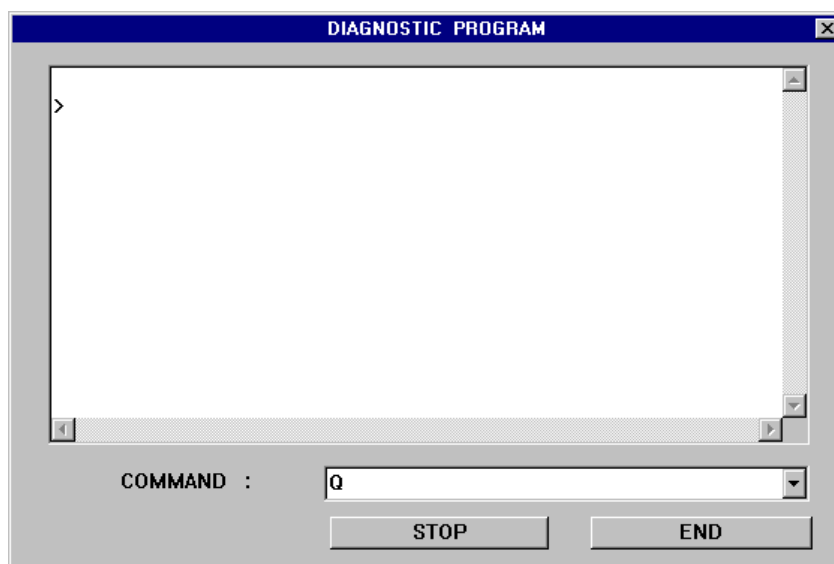 DIAGNOSTIC PROGRAM
>
COMMAND :
Q
STOP
END